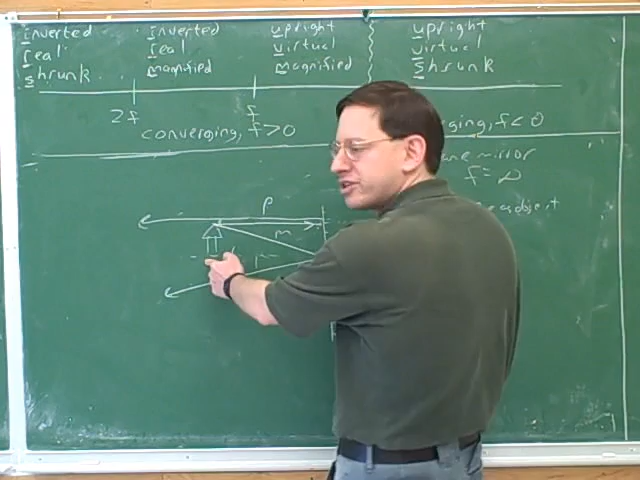 inverted
real
shrunk
inverted
real
magnified
upright
virtual
magnified
upright
virtual
shrunk
2f
f
converging, f>0
ging, f<0
ne mirror
f=∞
object
p
m